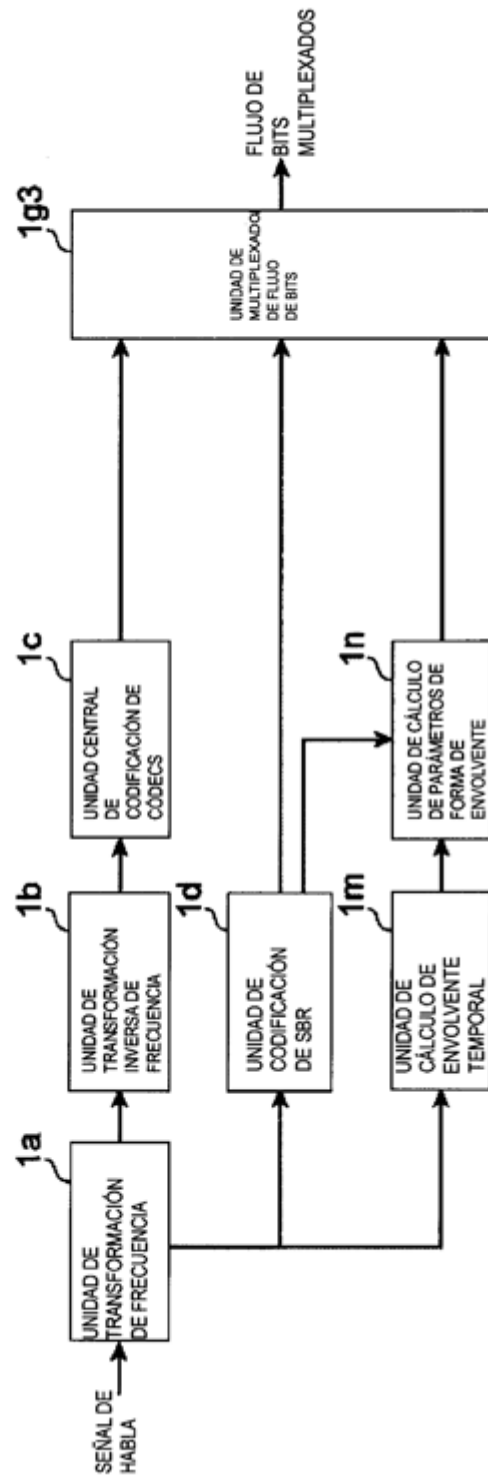 SEÑAL DE
HABLA
1a
UNIDAD DE
TRANSFORMACIÓN
DE FRECUENCIA
1b
UNIDAD DE
TRANSFORMACIÓN
INVERSA DE
FRECUENCIA
1c
UNIDAD CENTRAL
DE
CODIFICACIÓN DE
CÓDECS
1d
UNIDAD DE
CODIFICACIÓN
DE SBR
1m
UNIDAD DE
CÁLCULO DE
ENVOLVENTE
TEMPORAL
1n
UNIDAD DE CÁLCULO
DE PARÁMETROS DE
FORMA DE
ENVOLVENTE
1g3
UNIDAD DE
MULTIPLEXADO
DE FLUJO
DE BITS
FLUJO DE
BITS
MULTIPLEXADOS